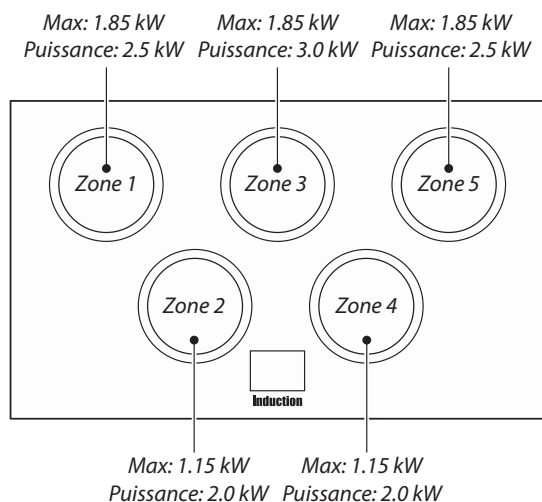 Max: 1.85 kW
Puissance: 2.5 kW
Max: 1.85 kW
Puissance: 3.0 kW
Max: 1.85 kW
Puissance: 2.5 kW
Zone 1
Zone 3
Zone 5
Zone 2
Zone 4
Induction
Max: 1.15 kW
Puissance: 2.0 kW
Max: 1.15 kW
Puissance: 2.0 kW